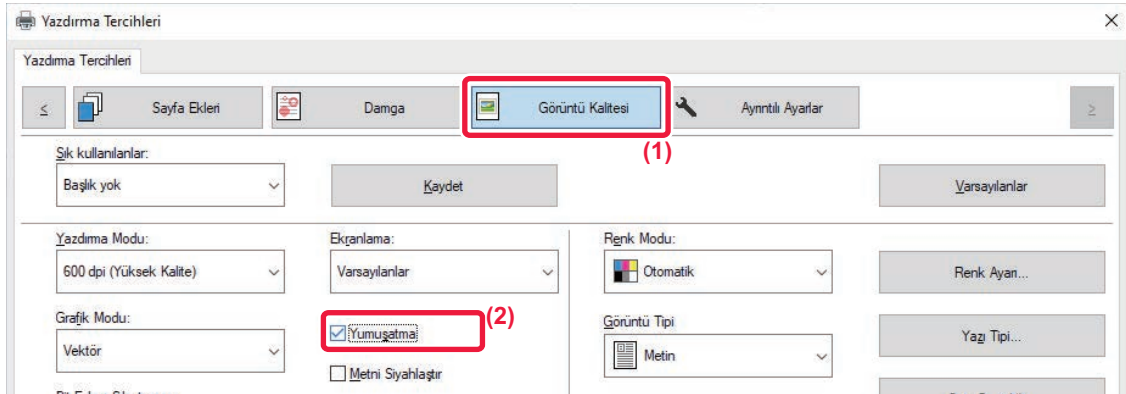 Yazdırma Tercihleri
Yazdırma Tercihleri
< Sayfa Ekleri Damga Görüntü Kalitesi Ayrıntılı Ayarlar >
(1)
Sık kullanılanlar:
Başlık yok Kaydet Varsayılanlar
Yazdırma Modu: Ekranlama: Renk Modu:
600 dpi (Yüksek Kalite) Varsayılanlar Otomatik Renk Ayarı...
(2)
Grafik Modu: Yumuşatma Görüntü Tipi Yazı Tipi...
Vektör Metin
Metni Siyahlaştır